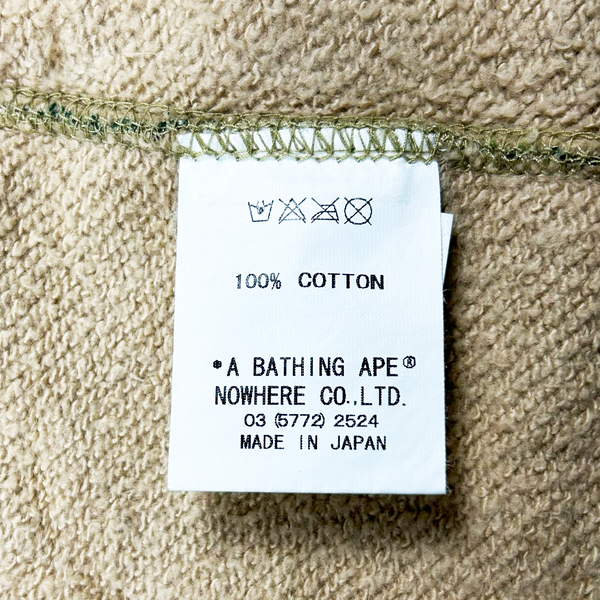 100% COTTON
*A BATHING APE®
NOWHERE CO.,LTD.
03 (5772) 2524
MADE IN JAPAN